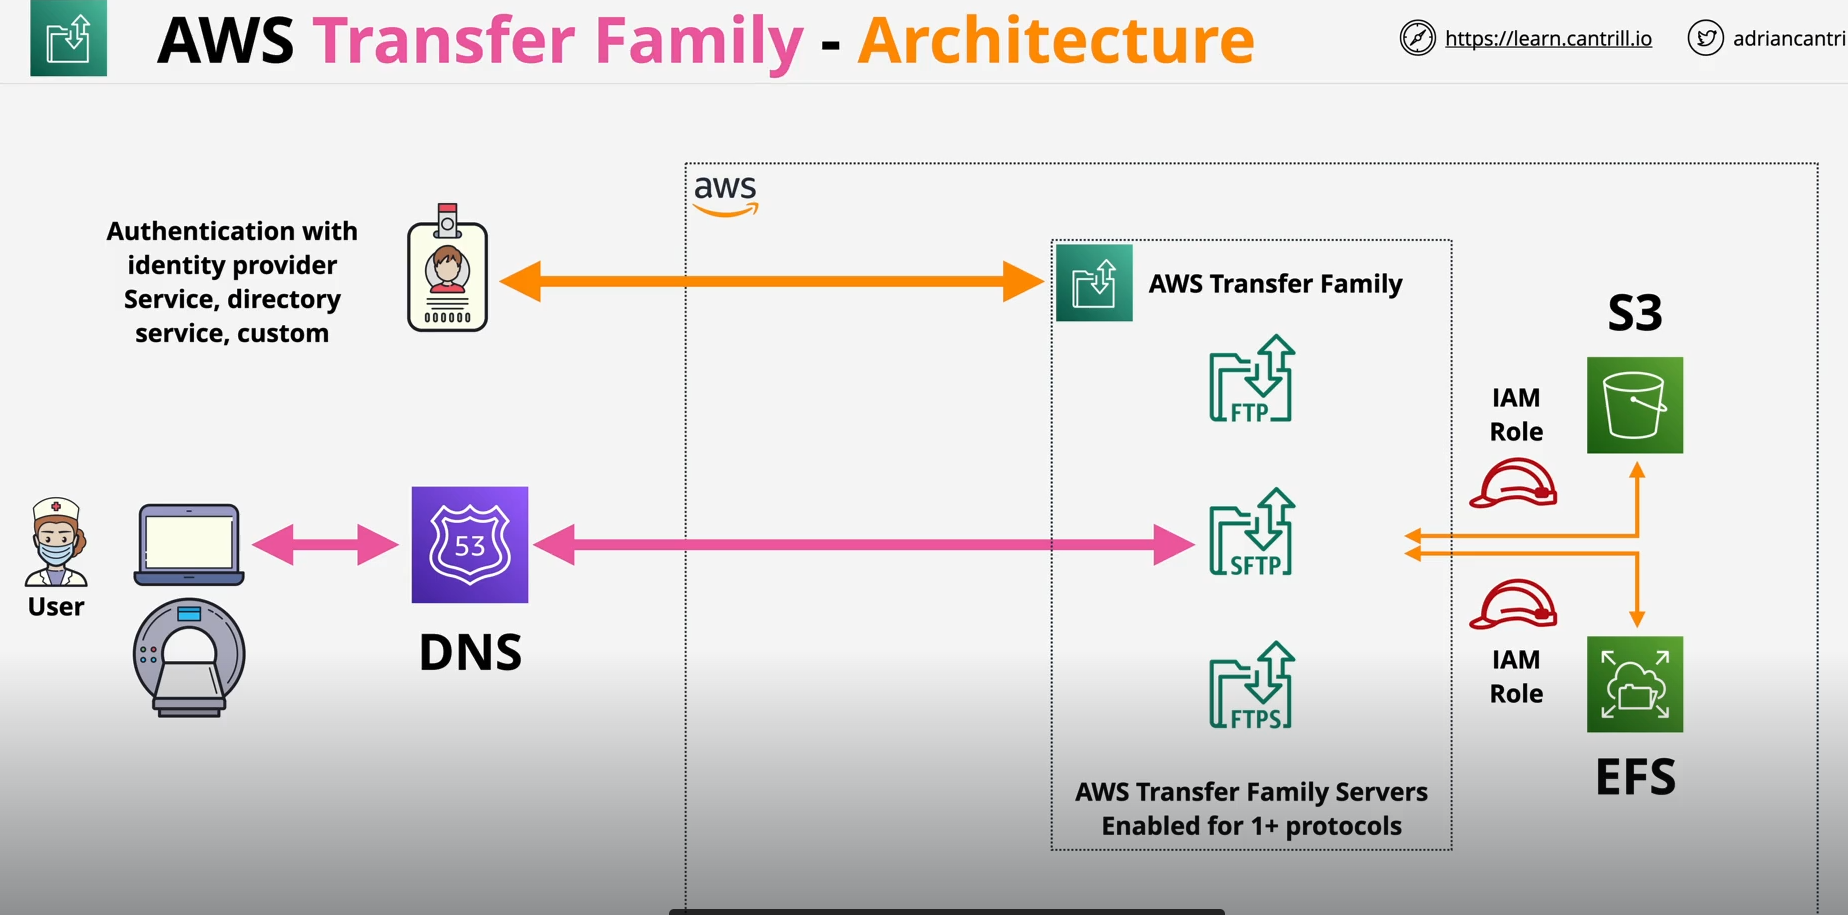 AWS Transfer Family - Architecture
https://learn.cantrill.io
adriancantri
aws
Authentication with
identity provider
Service, directory
service, custom
000000
AWS Transfer Family
S3
FTP
IAM
Role
User
53
DNS
SFTP
IAM
Role
FTPS
EFS
AWS Transfer Family Servers
Enabled for 1+ protocols